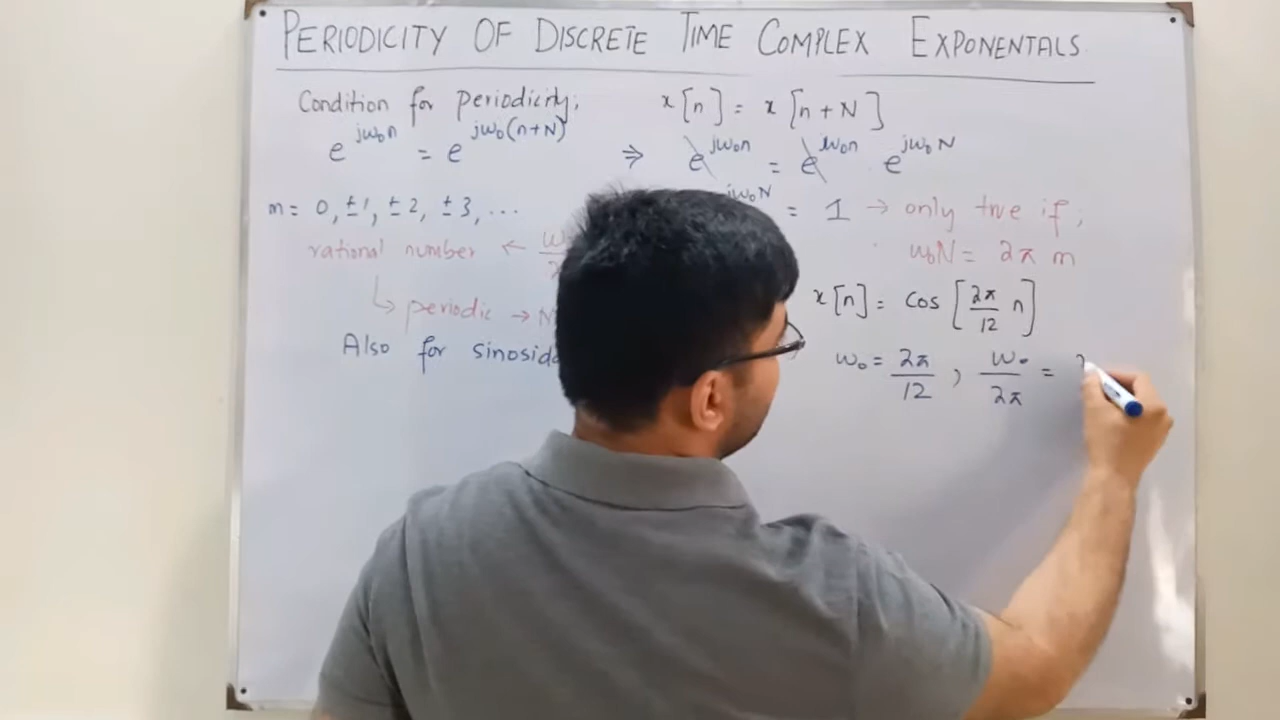 PERIODICITY OF DISCRETE TIME COMPLEX EXPONENTALS
Condition for periodicity; x[n] = x[n+N]
e^{jω₀n} = e^{jω₀(n+N)} ⇒ e^{jω₀n} = e^{jω₀n} e^{jω₀N}
m = 0, ±1, ±2, ±3, ... jω₀N = 1 → only true if;
rational number ← ω₀N = 2π m
↳ periodic → N x[n] = cos [2π/12 n]
Also for ω₀ = 2π/12, ω₀/2π =